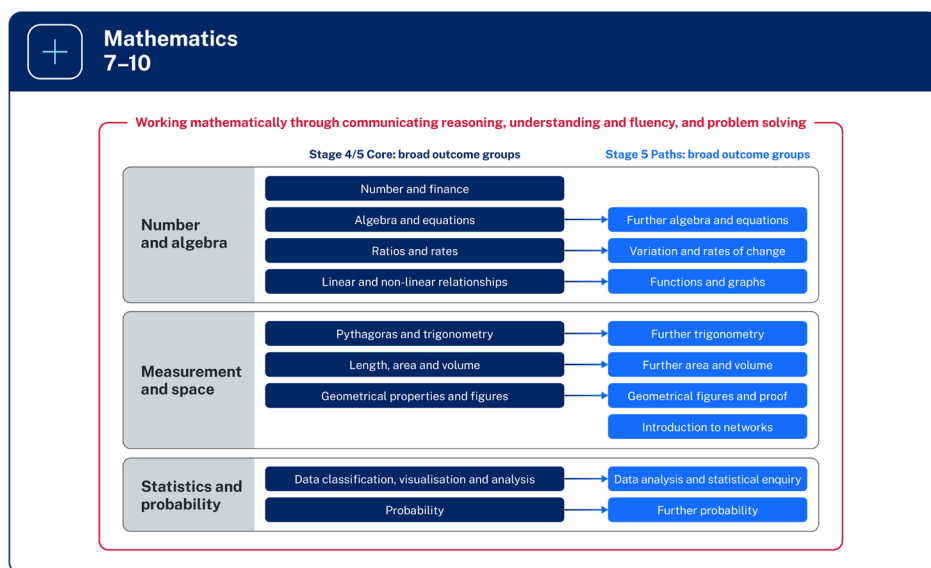 Mathematics
7–10
Working mathematically through communicating reasoning, understanding and fluency, and problem solving
Stage 4/5 Core: broad outcome groups
Stage 5 Paths: broad outcome groups
Number
and algebra
Number and finance
Algebra and equations
Further algebra and equations
Ratios and rates
Variation and rates of change
Linear and non-linear relationships
Functions and graphs
Measurement
and space
Pythagoras and trigonometry
Further trigonometry
Length, area and volume
Further area and volume
Geometrical properties and figures
Geometrical figures and proof
Introduction to networks
Statistics and
probability
Data classification, visualisation and analysis
Data analysis and statistical enquiry
Probability
Further probability